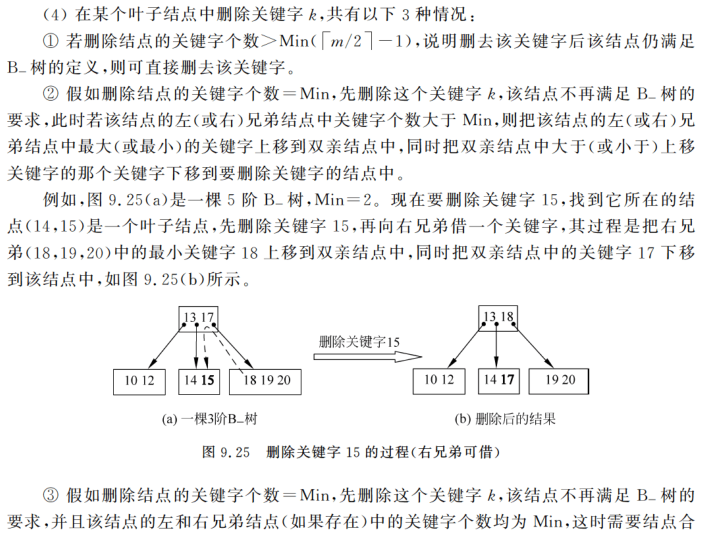 (4) 在某个叶子结点中删除关键字 k,共有以下 3 种情况:
① 若删除结点的关键字个数>Min(⌈m/2⌉-1),说明删去该关键字后该结点仍满足
B_树的定义,则可直接删去该关键字。
② 假如删除结点的关键字个数=Min,先删除这个关键字 k,该结点不再满足 B_树的
要求,此时若该结点的左(或右)兄弟结点中关键字个数大于 Min,则把该结点的左(或右)兄
弟结点中最大(或最小)的关键字上移到双亲结点中,同时把双亲结点中大于(或小于)上移
关键字的那个关键字下移到要删除关键字的结点中。
例如,图 9.25(a)是一棵 5 阶 B_树,Min=2。现在要删除关键字 15,找到它所在的结
点(14,15)是一个叶子结点,先删除关键字 15,再向右兄弟借一个关键字,其过程是把右兄
弟(18,19,20)中的最小关键字 18 上移到双亲结点中,同时把双亲结点中的关键字 17 下移
到该结点中,如图 9.25(b)所示。
13 17
删除关键字15
13 18
10 12
14 15
18 19 20
10 12
14 17
19 20
(a) 一棵3阶B_树
(b) 删除后的结果
图 9.25 删除关键字 15 的过程(右兄弟可借)
③ 假如删除结点的关键字个数=Min,先删除这个关键字 k,该结点不再满足 B_树的
要求,并且该结点的左和右兄弟结点(如果存在)中的关键字个数均为 Min,这时需要结点合